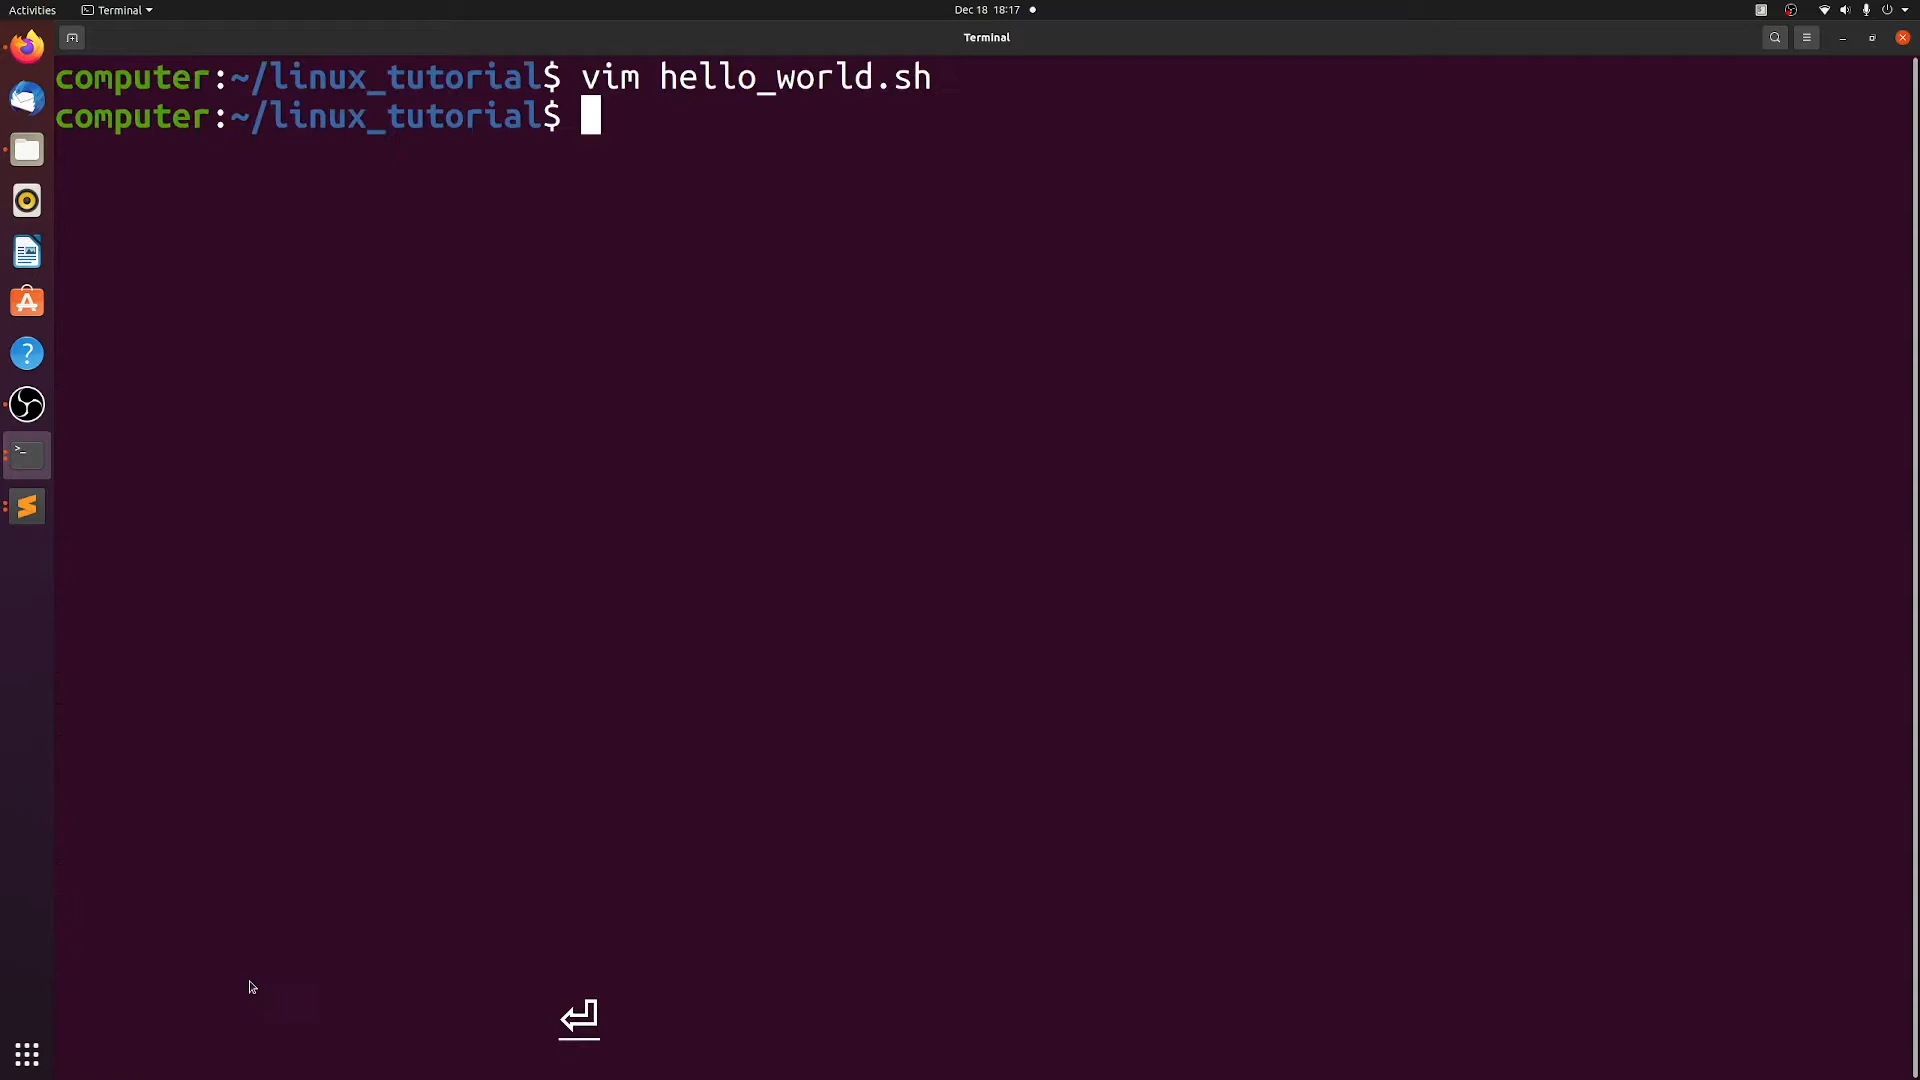 Activities Terminal Dec 18 18:17
Terminal
computer:~/linux_tutorial$ vim hello_world.sh
computer:~/linux_tutorial$